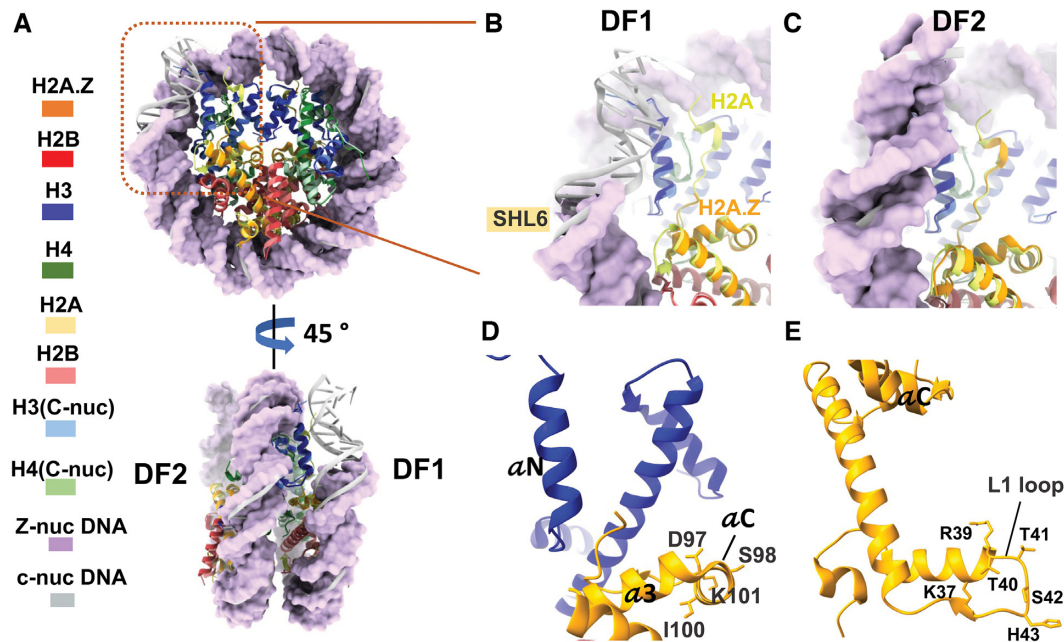 A
H2A.Z
H2B
H3
H4
H2A
H2B
H3(C-nuc)
H4(C-nuc)
Z-nuc DNA
c-nuc DNA
45 °
DF2
DF1
B
DF1
H2A
H2A.Z
SHL6
C
DF2
D
αN
αC
D97
S98
α3
K101
I100
E
αC
L1 loop
R39
T41
T40
K37
S42
H43